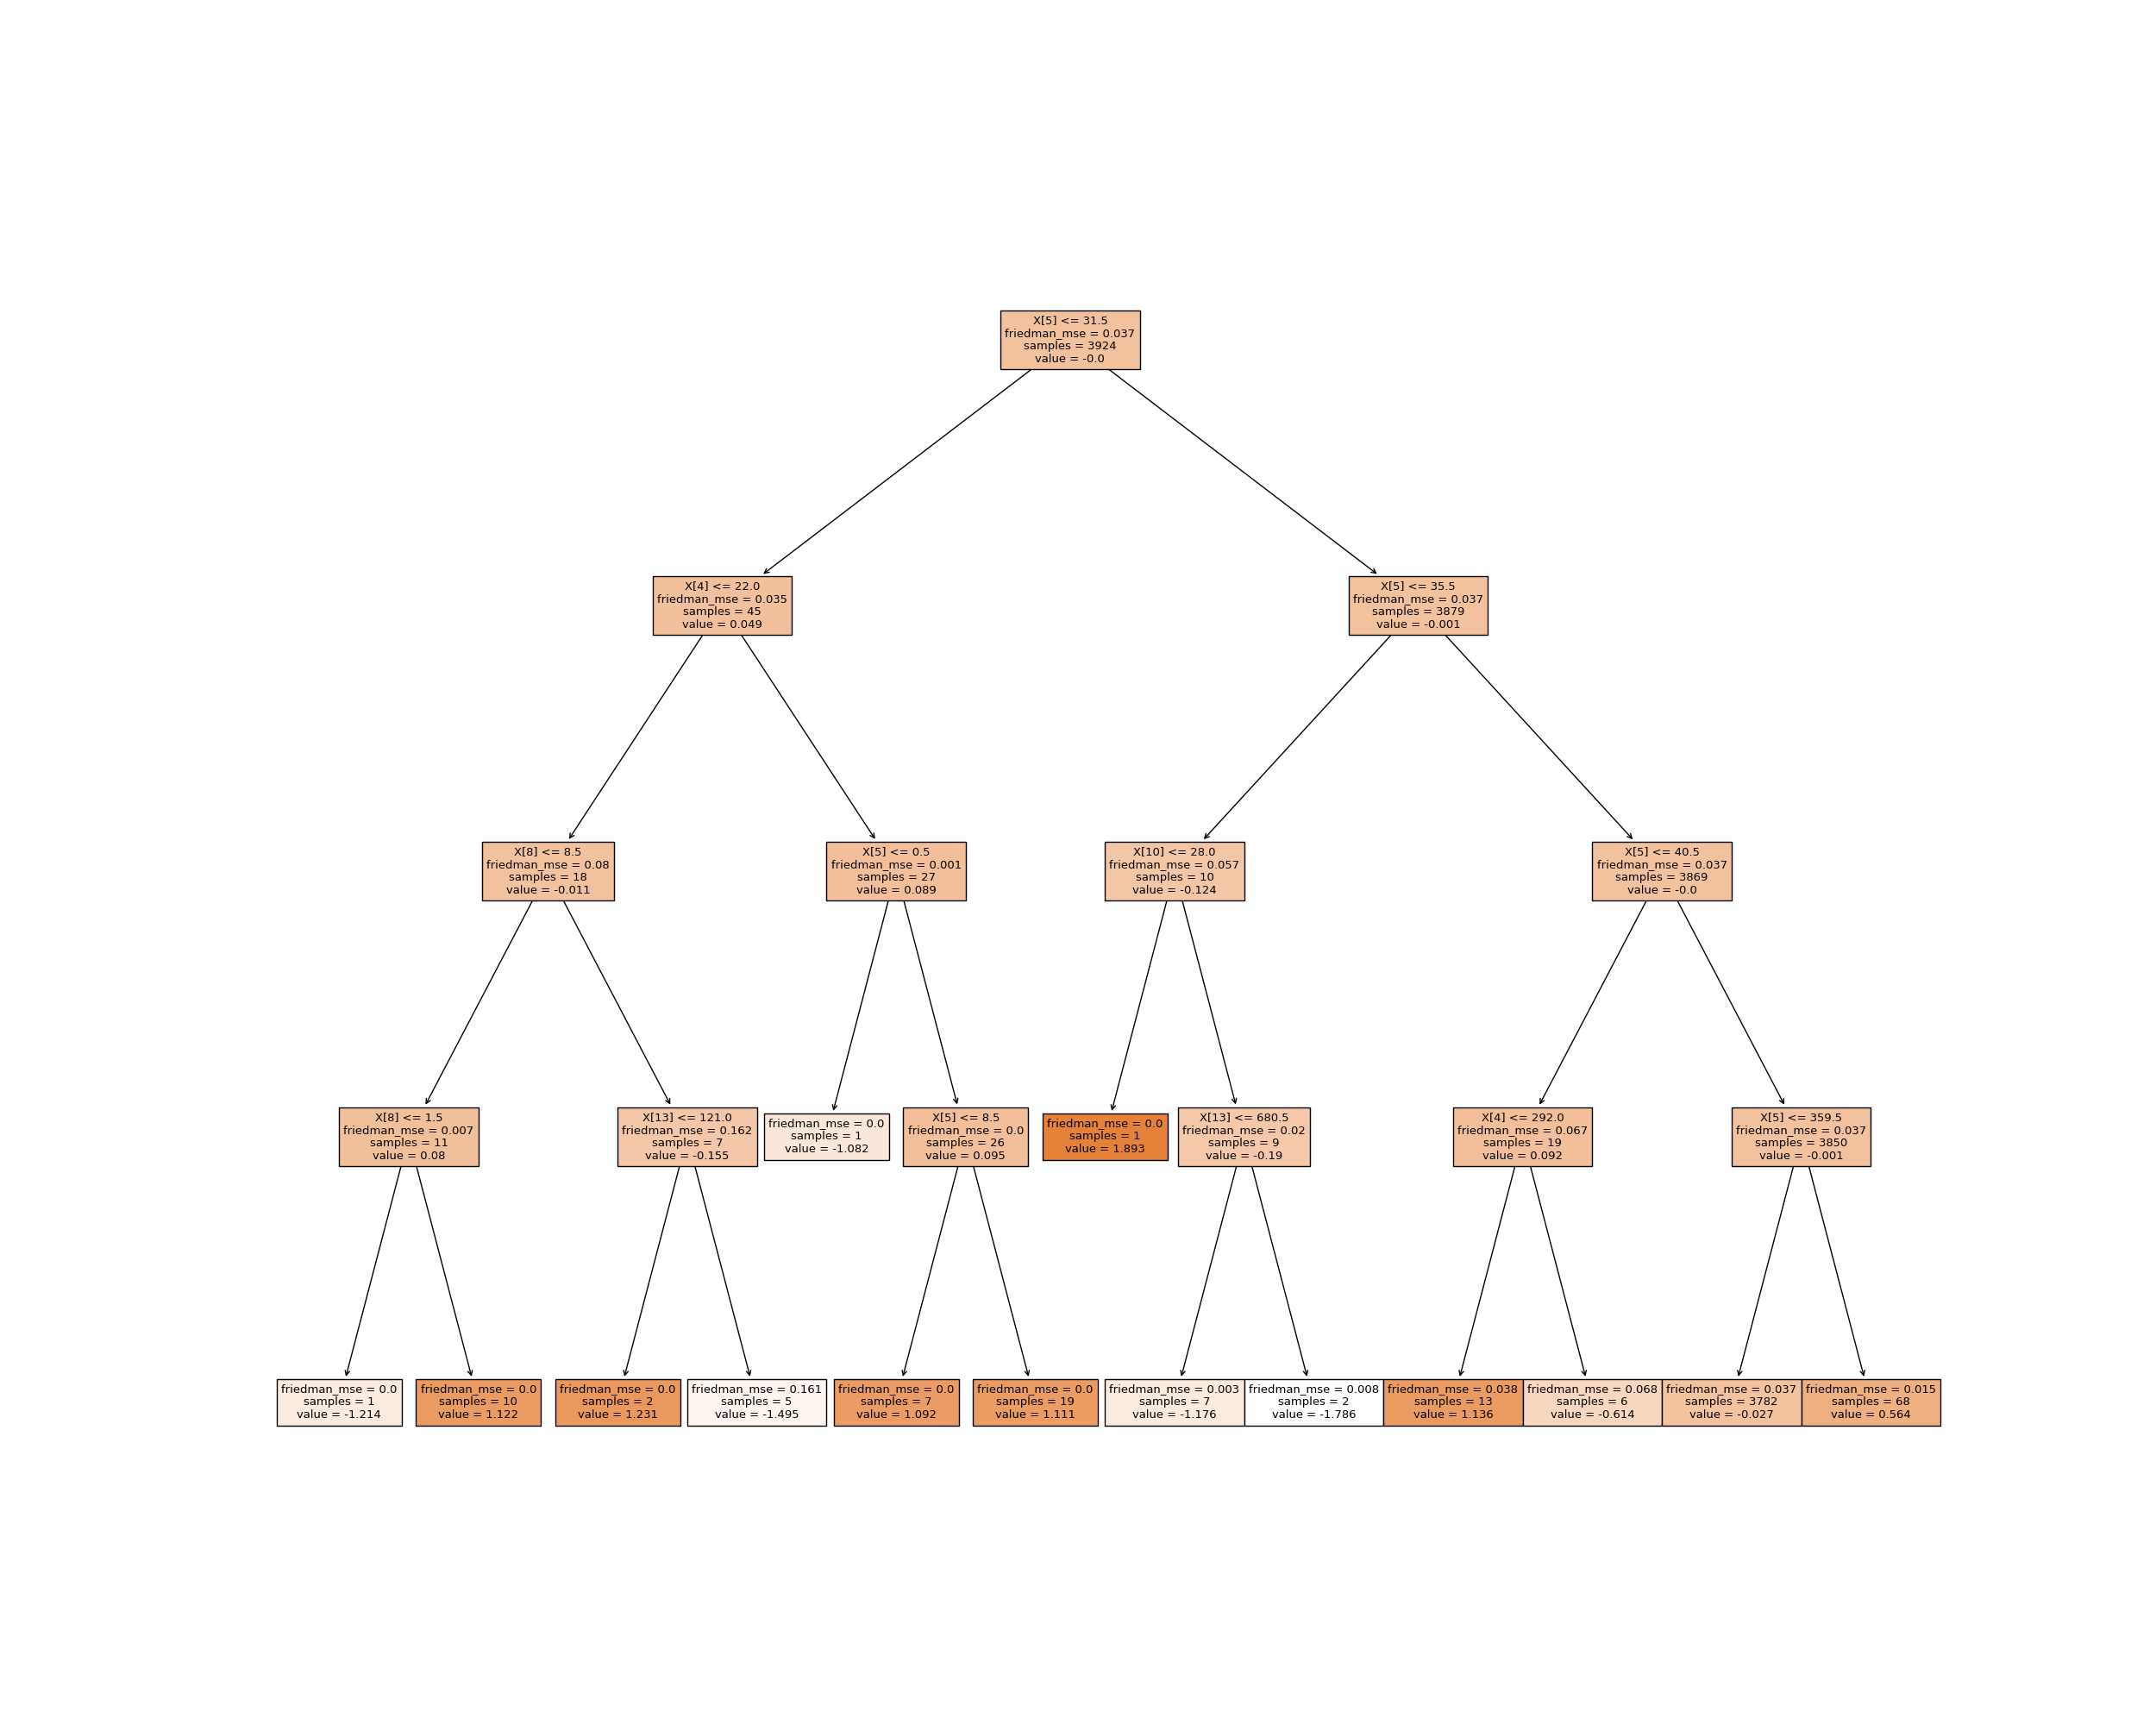 X[5] <= 31.5
friedman_mse = 0.037
samples = 3924
value = -0.0
X[4] <= 22.0
friedman_mse = 0.035
samples = 45
value = 0.049
X[5] <= 35.5
friedman_mse = 0.037
samples = 3879
value = -0.001
X[8] <= 8.5
friedman_mse = 0.08
samples = 18
value = -0.011
X[5] <= 0.5
friedman_mse = 0.001
samples = 27
value = 0.089
X[10] <= 28.0
friedman_mse = 0.057
samples = 10
value = -0.124
X[5] <= 40.5
friedman_mse = 0.037
samples = 3869
value = -0.0
X[8] <= 1.5
friedman_mse = 0.007
samples = 11
value = 0.08
X[13] <= 121.0
friedman_mse = 0.162
samples = 7
value = -0.155
friedman_mse = 0.0
samples = 1
value = -1.082
X[5] <= 8.5
friedman_mse = 0.0
samples = 26
value = 0.095
friedman_mse = 0.0
samples = 1
value = 1.893
X[13] <= 680.5
friedman_mse = 0.02
samples = 9
value = -0.19
X[4] <= 292.0
friedman_mse = 0.067
samples = 19
value = 0.092
X[5] <= 359.5
friedman_mse = 0.037
samples = 3850
value = -0.001
friedman_mse = 0.0
samples = 1
value = -1.214
friedman_mse = 0.0
samples = 10
value = 1.122
friedman_mse = 0.0
samples = 2
value = 1.231
friedman_mse = 0.161
samples = 5
value = -1.495
friedman_mse = 0.0
samples = 7
value = 1.092
friedman_mse = 0.0
samples = 19
value = 1.111
friedman_mse = 0.003
samples = 7
value = -1.176
friedman_mse = 0.008
samples = 2
value = -1.786
friedman_mse = 0.038
samples = 13
value = 1.136
friedman_mse = 0.068
samples = 6
value = -0.614
friedman_mse = 0.037
samples = 3782
value = -0.027
friedman_mse = 0.015
samples = 68
value = 0.564